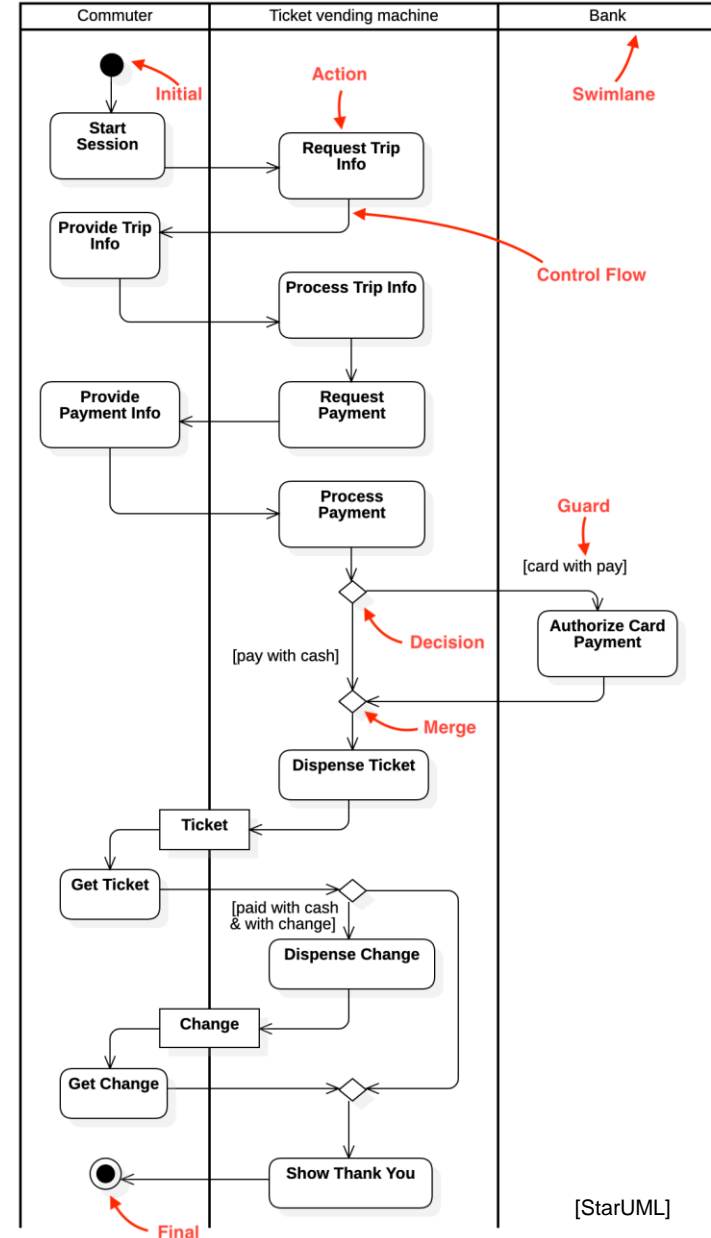 Commuter
Ticket vending machine
Bank
Initial
Action
Swimlane
Start
Session
Request Trip
Info
Provide Trip
Info
Control Flow
Process Trip Info
Provide
Payment Info
Request
Payment
Process
Payment
Guard
[card with pay]
Decision
Authorize Card
Payment
[pay with cash]
Merge
Dispense Ticket
Ticket
Get Ticket
[paid with cash
& with change]
Dispense Change
Change
Get Change
Show Thank You
[StarUML]
Final